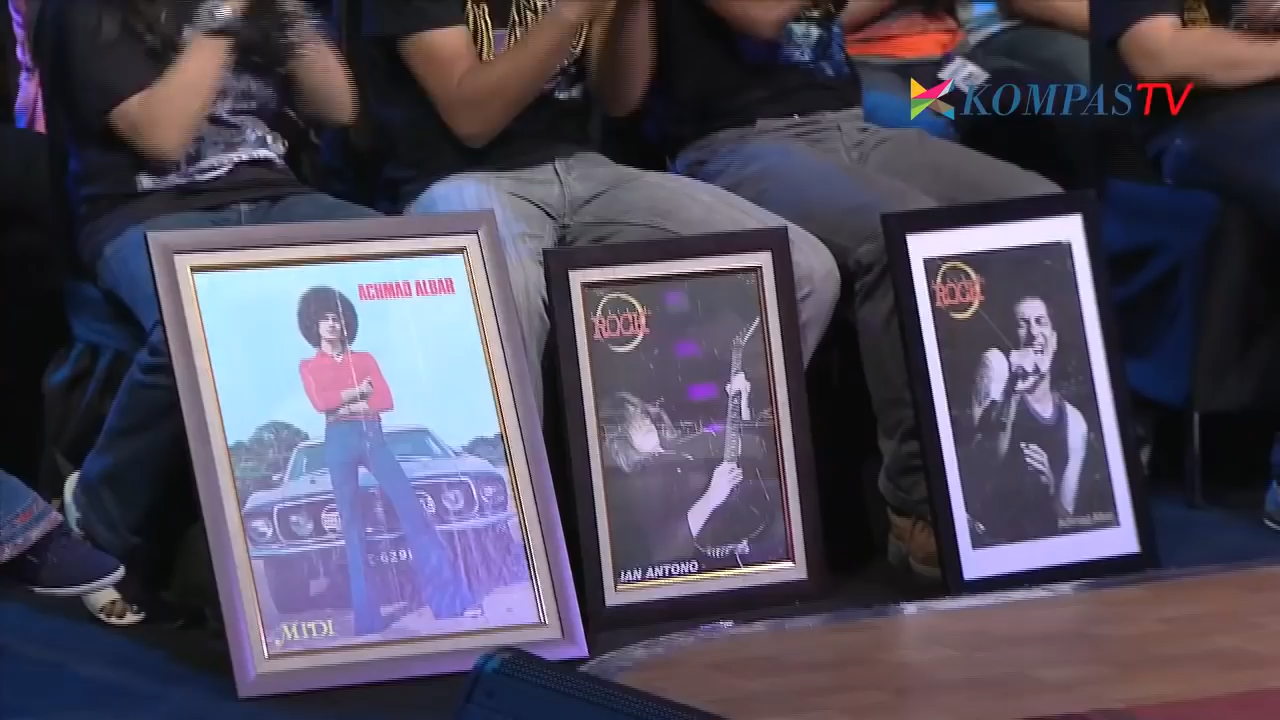 KOMPASTV
ACHMAD ALBAR
MIDI
ROCK
IAN ANTONO
ROCK